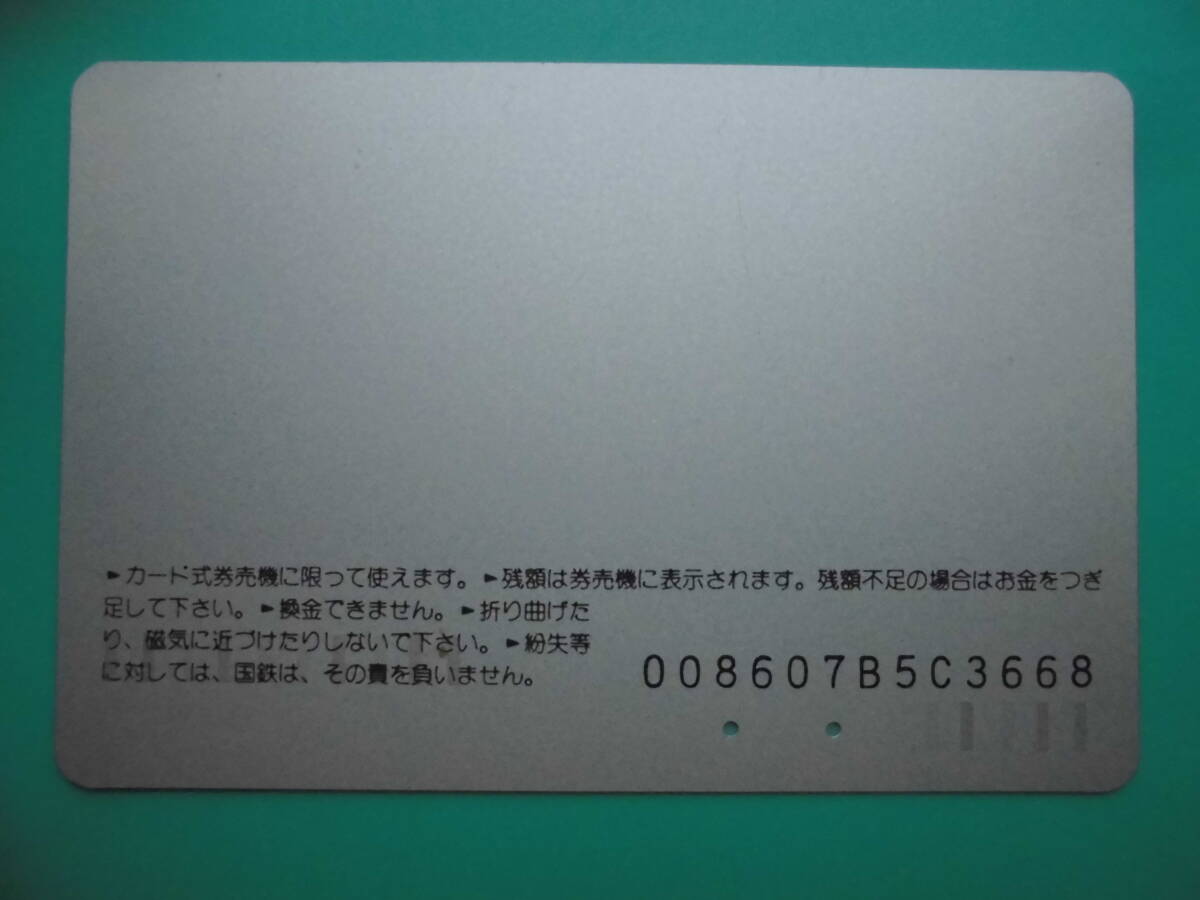 ►カード式券売機に限って使えます。►残額は券売機に表示されます。残額不足の場合はお金をつぎ
足して下さい。►換金できません。►折り曲げた
り、磁気に近づけたりしないで下さい。►紛失等
に対しては、国鉄は、その責を負いません。
008607B5C3668